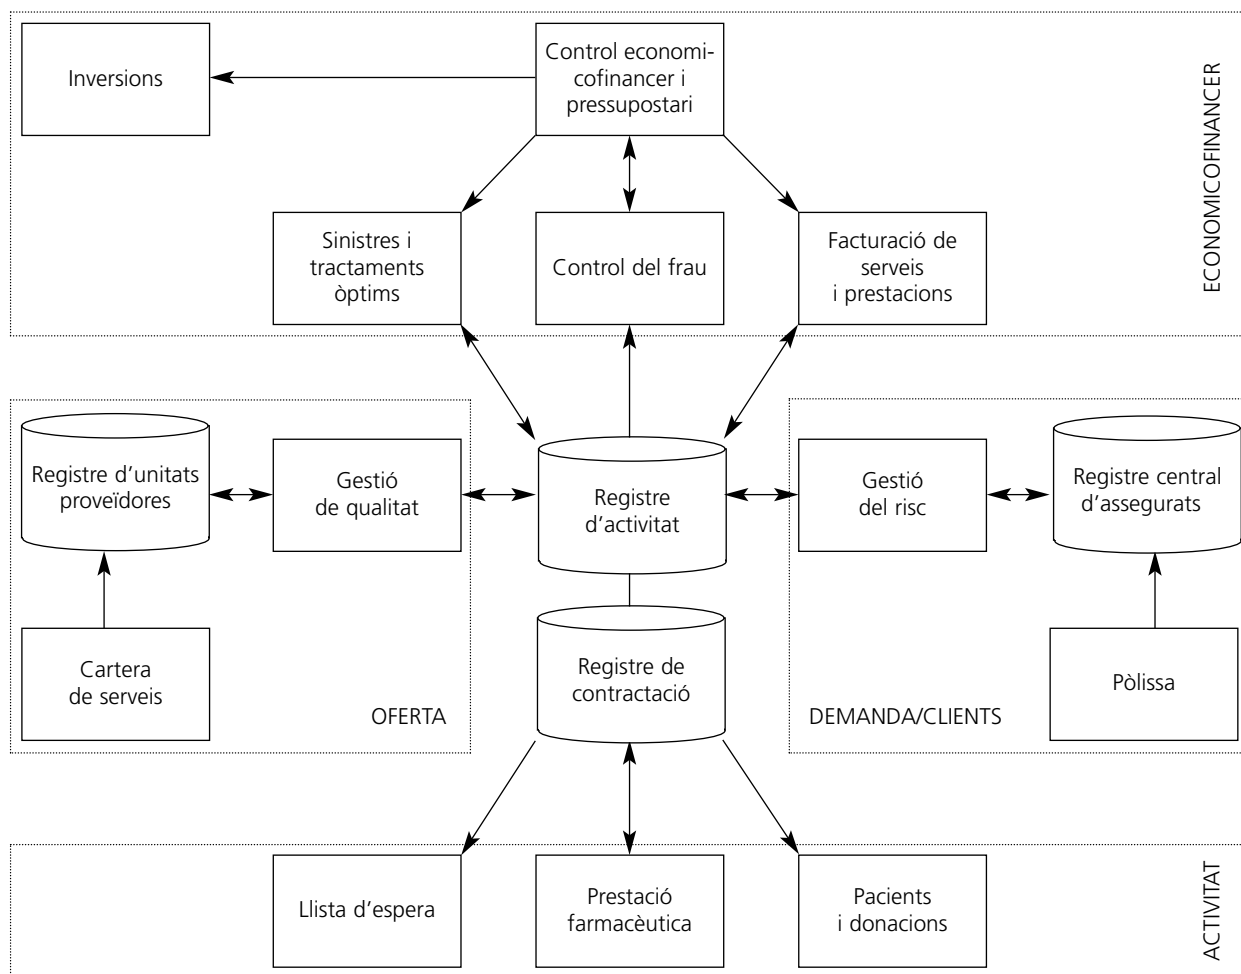 Inversions
Control economi-
cofinancer i
pressupostari
ECONOMICOFINANCER
Sinistres i
tractaments
òptims
Control del frau
Facturació de
serveis
i prestacions
Registre d’unitats
proveïdores
Gestió
de qualitat
Registre
d’activitat
Gestió
del risc
Registre central
d’assegurats
Cartera
de serveis
OFERTA
Registre de
contractació
DEMANDA/CLIENTS
Pòlissa
Llista d’espera
Prestació
farmacèutica
Pacients
i donacions
ACTIVITAT